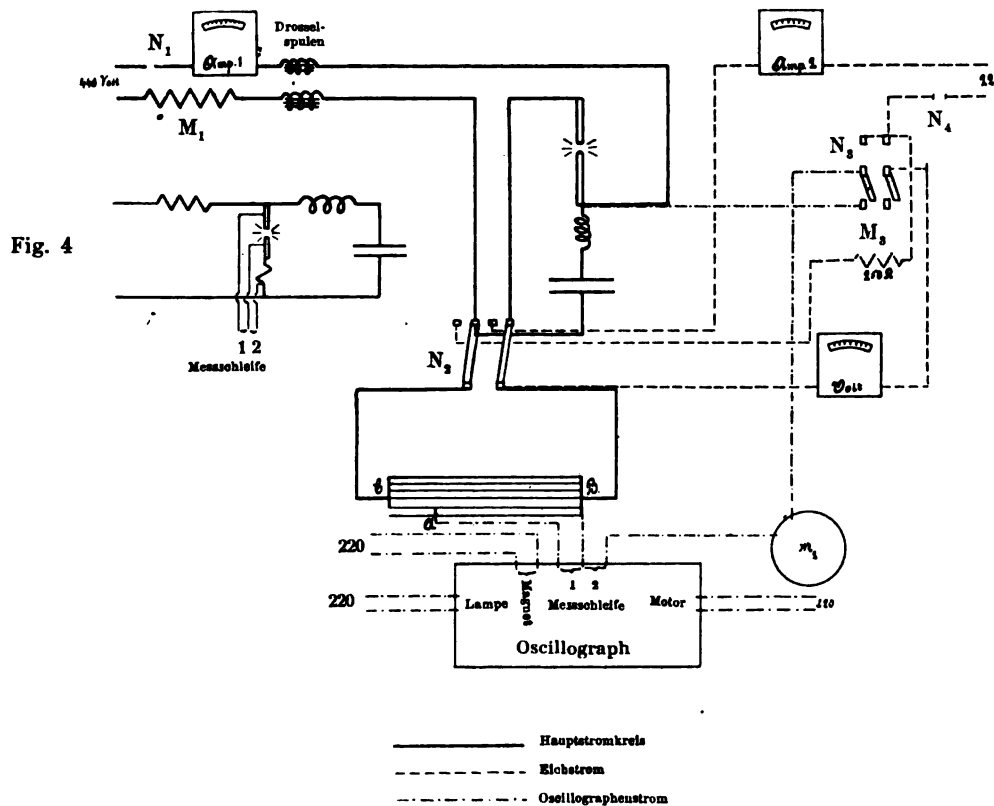 Drossel-
spulen
N₁
Amp. 1
Amp. 2
440 Volt
M₁
N₄
N₃
Fig. 4
M₃
1 2
Messschleife
N₂
Volt
220
m₁
1 2
Magnet
220
Lampe
Messschleife
Motor
Oscillograph
Hauptstromkreis
Eichstrom
Oscillographenstrom